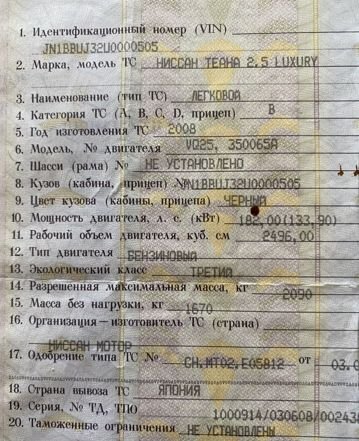 1. Идентификационный номер (VIN)
JN1BBUJ32U0000505
2. Марка, модель ТС НИССАН ТЕАНА 2,5 LUXURY
3. Наименование (тип ТС) ЛЕГКОВОЙ
4. Категория ТС (А, В, С, D, прицеп) В
5. Год изготовления ТС 2008
6. Модель, № двигателя VQ25, 350065A
7. Шасси (рама) № НЕ УСТАНОВЛЕНО
8. Кузов (кабина, прицеп) № JN1BBUJ32U0000505
9. Цвет кузова (кабины, прицепа) ЧЕРНЫЙ
10. Мощность двигателя, л. с. (кВт) 182,00(133,90)
11. Рабочий объем двигателя, куб. см 2496,00
12. Тип двигателя БЕНЗИНОВЫЙ
13. Экологический класс ТРЕТИЙ
14. Разрешенная максимальная масса, кг 2090
15. Масса без нагрузки, кг 1670
16. Организация—изготовитель ТС (страна)
НИССАН МОТОР
17. Одобрение типа ТС № CH.MT02.E05812 от 03.0
18. Страна вывоза ТС ЯПОНИЯ
19. Серия, № ТД, ТПО 1000914/030608/002430
20. Таможенные ограничения НЕ УСТАНОВЛЕНЫ